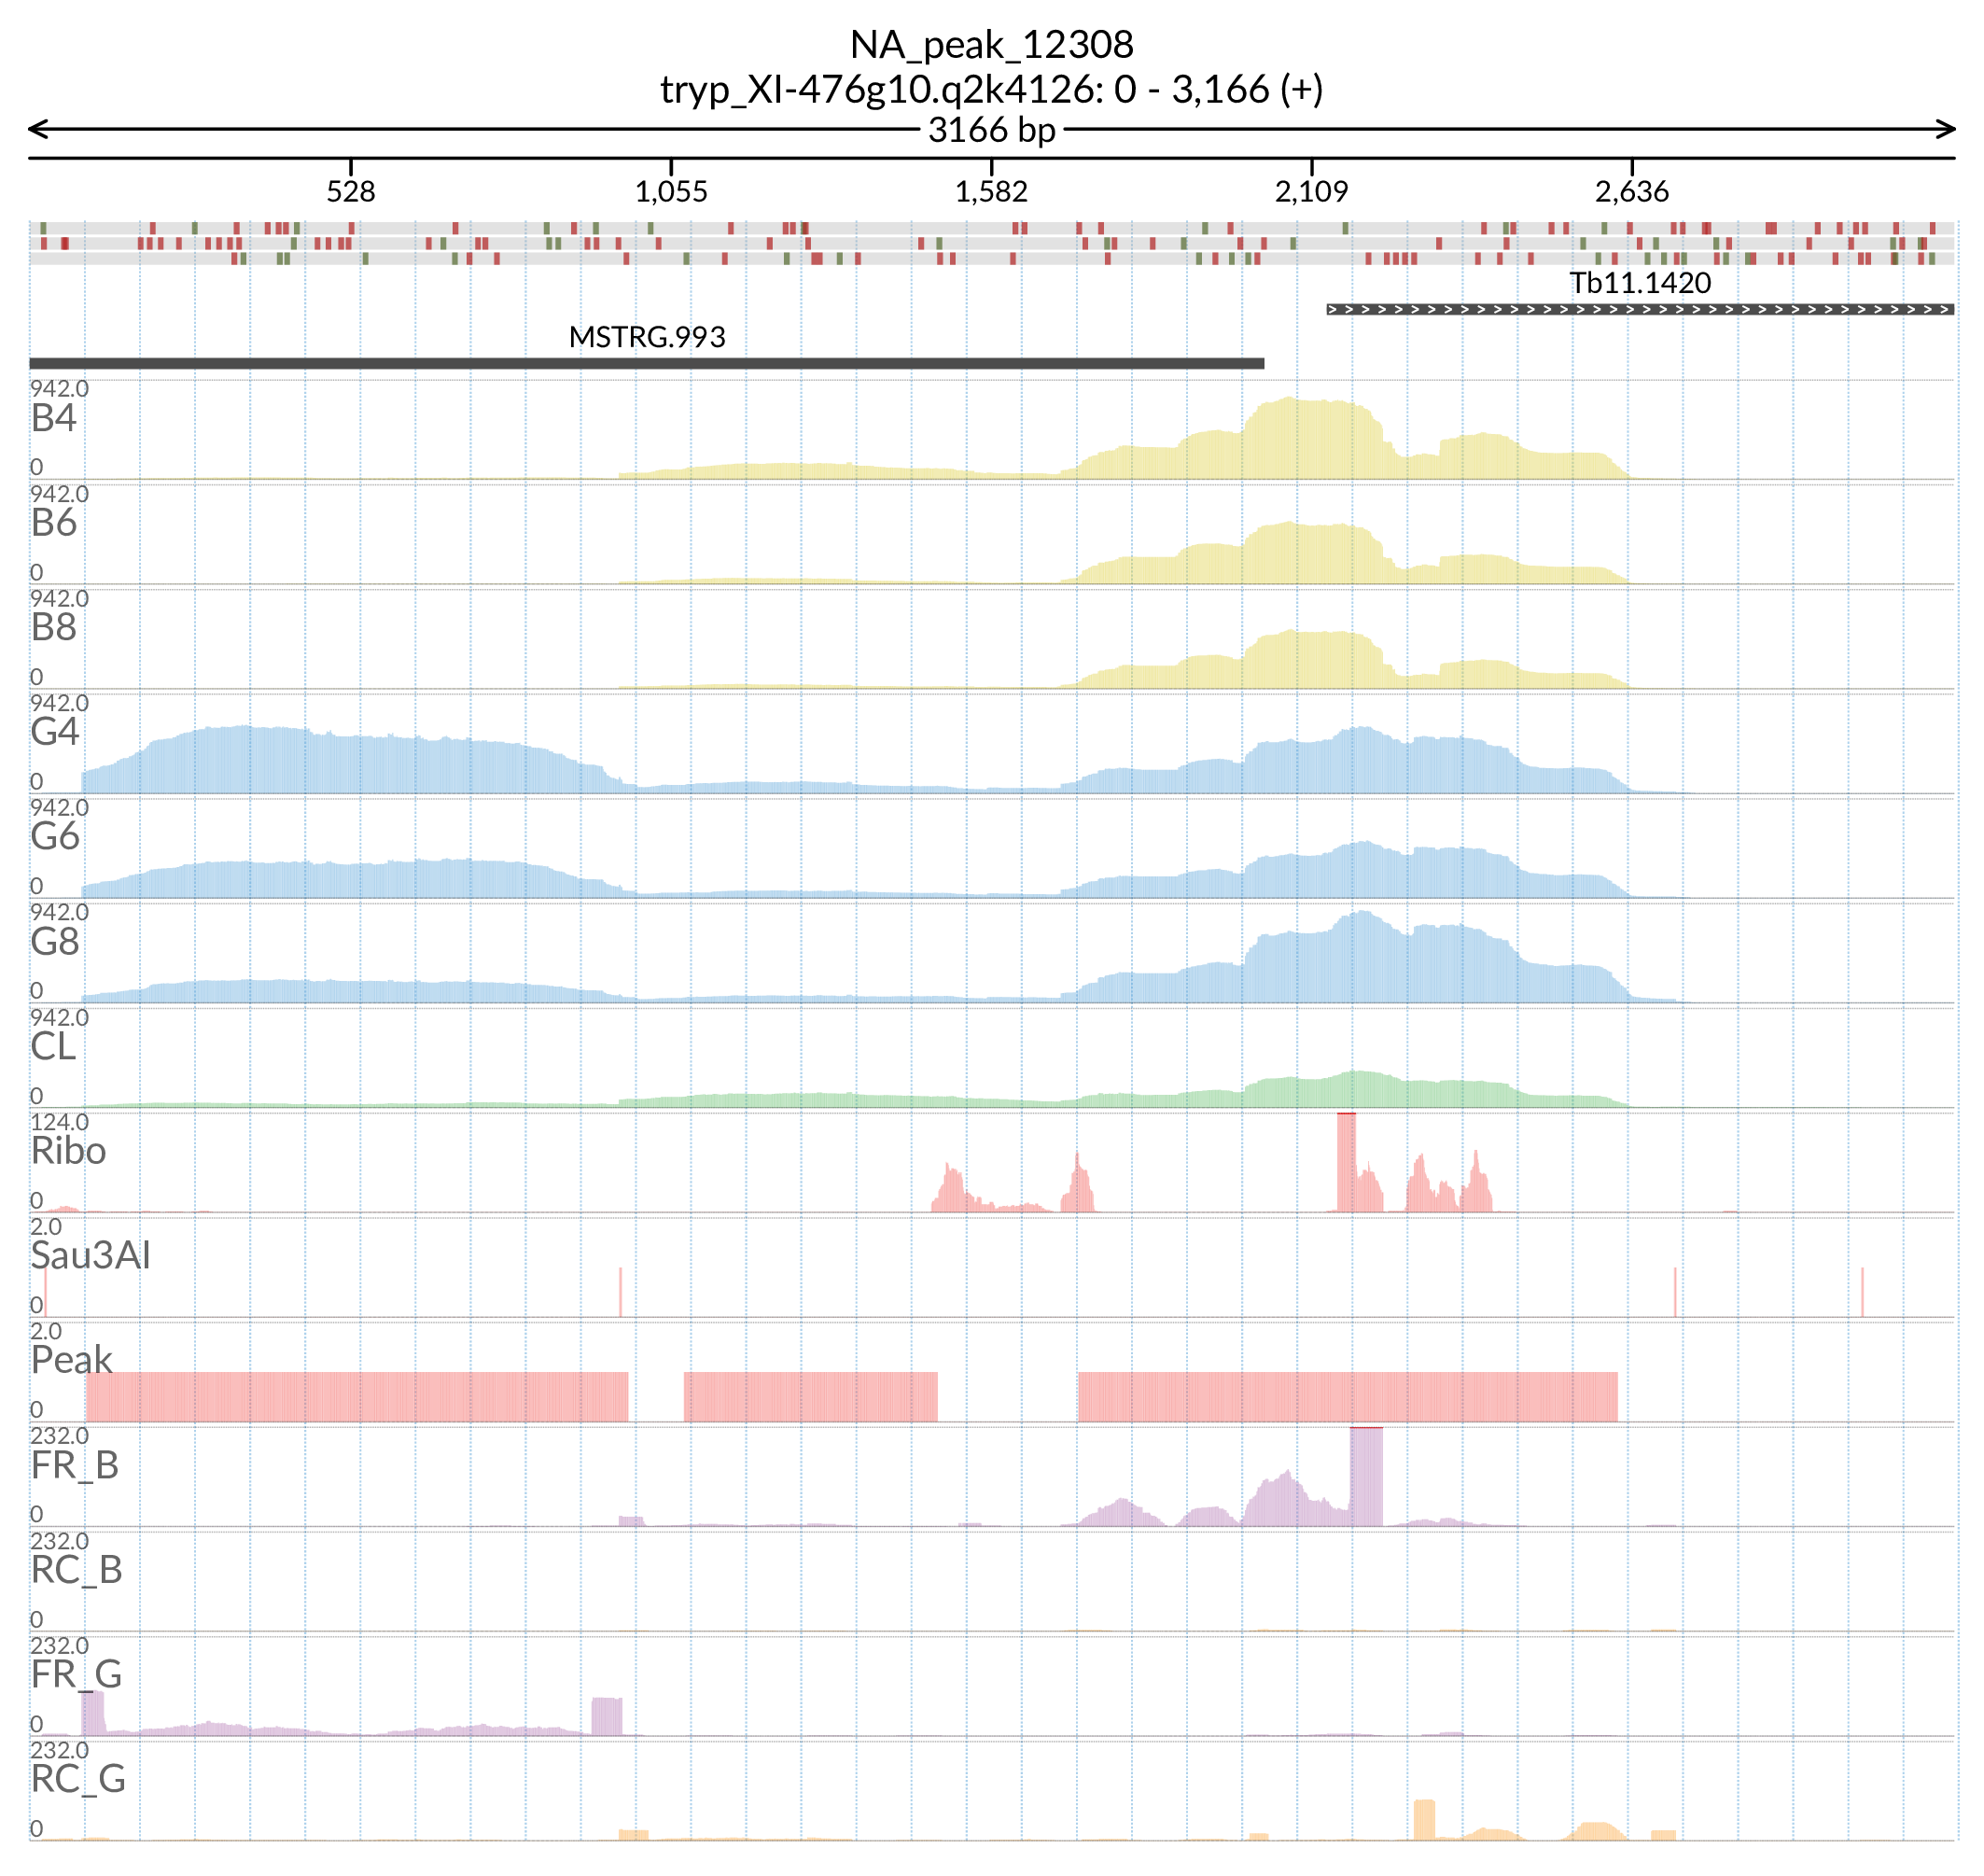 NA_peak_12308
tryp_XI-476g10.q2k4126: 0 - 3,166 (+)
3166 bp
528 1,055 1,582 2,109 2,636
Tb11.1420
MSTRG.993
942.0
B4
0
942.0
B6
0
942.0
B8
0
942.0
G4
0
942.0
G6
0
942.0
G8
0
942.0
CL
0
124.0
Ribo
0
2.0
Sau3AI
0
2.0
Peak
0
232.0
FR_B
0
232.0
RC_B
0
232.0
FR_G
0
232.0
RC_G
0